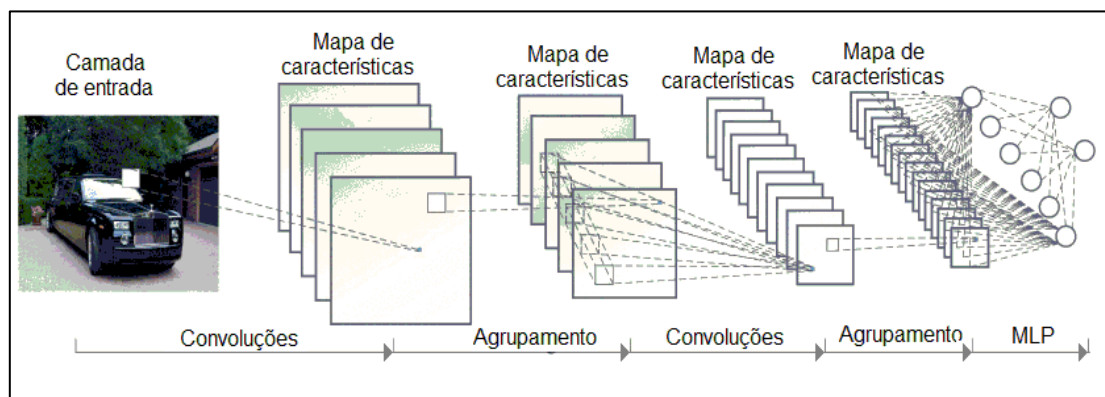 Camada
de entrada
Mapa de
características
Mapa de
características
Mapa de
características
Mapa de
características
Convoluções
Agrupamento
Convoluções
Agrupamento
MLP